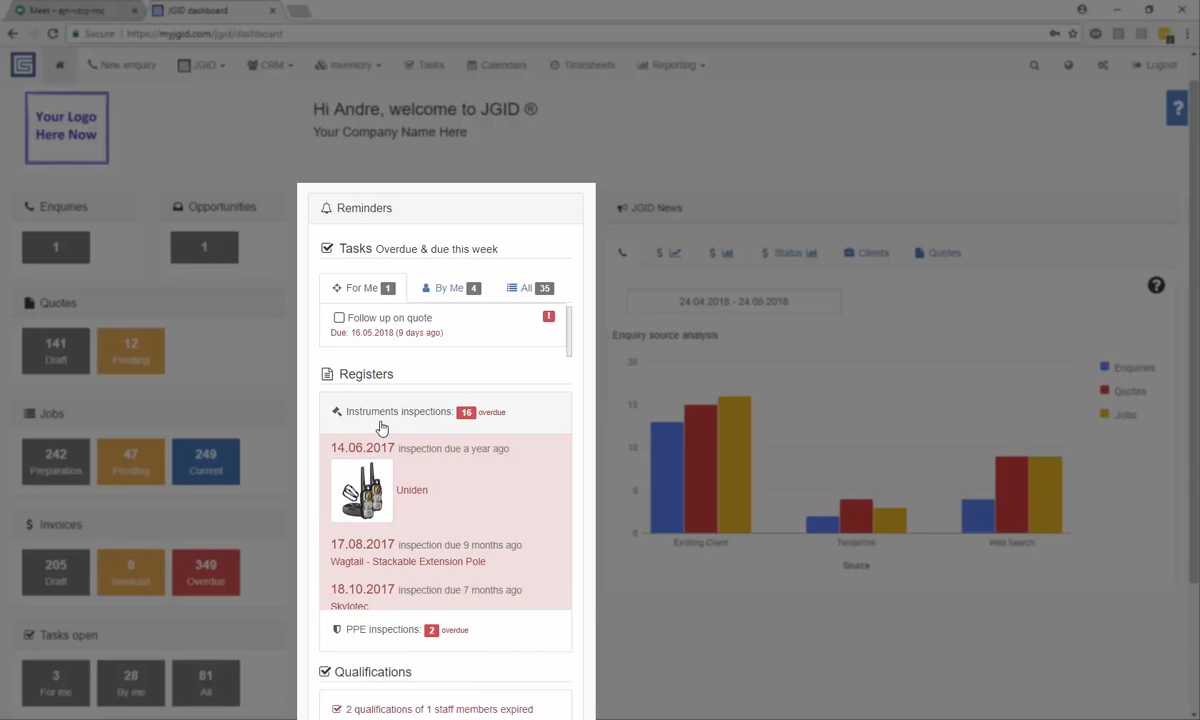 JGID dashboard
Secure https://myjgid.com/jgid/dashboard
New enquiry JGID CRM Inventory Tasks Calendars Timesheets Reporting Logout
Your Logo
Here Now
Hi Andre, welcome to JGID ®
Your Company Name Here
?
Enquiries
1
Opportunities
1
Quotes
141
Draft
12
Pending
Jobs
242
Preparation
47
Pending
249
Current
$ Invoices
205
Draft
8
349
Overdue
Tasks open
3
For me
28
By me
81
All
Reminders
Tasks Overdue & due this week
For Me 1 By Me 4 All 35
Follow up on quote !
Due: 16.05.2018 (9 days ago)
Registers
Instruments inspections: 16 overdue
14.06.2017 inspection due a year ago
Uniden
17.08.2017 inspection due 9 months ago
Wagtail - Stackable Extension Pole
18.10.2017 inspection due 7 months ago
Skylotec
PPE inspections: 2 overdue
Qualifications
2 qualifications of 1 staff members expired
JGID News
$ $ $ Status Clients Quotes
?
24.04.2018 - 24.05.2018
Enquiry source analysis
20
15
10
5
0
Existing Client Tendering Web Search
Source
Enquiries
Quotes
Jobs